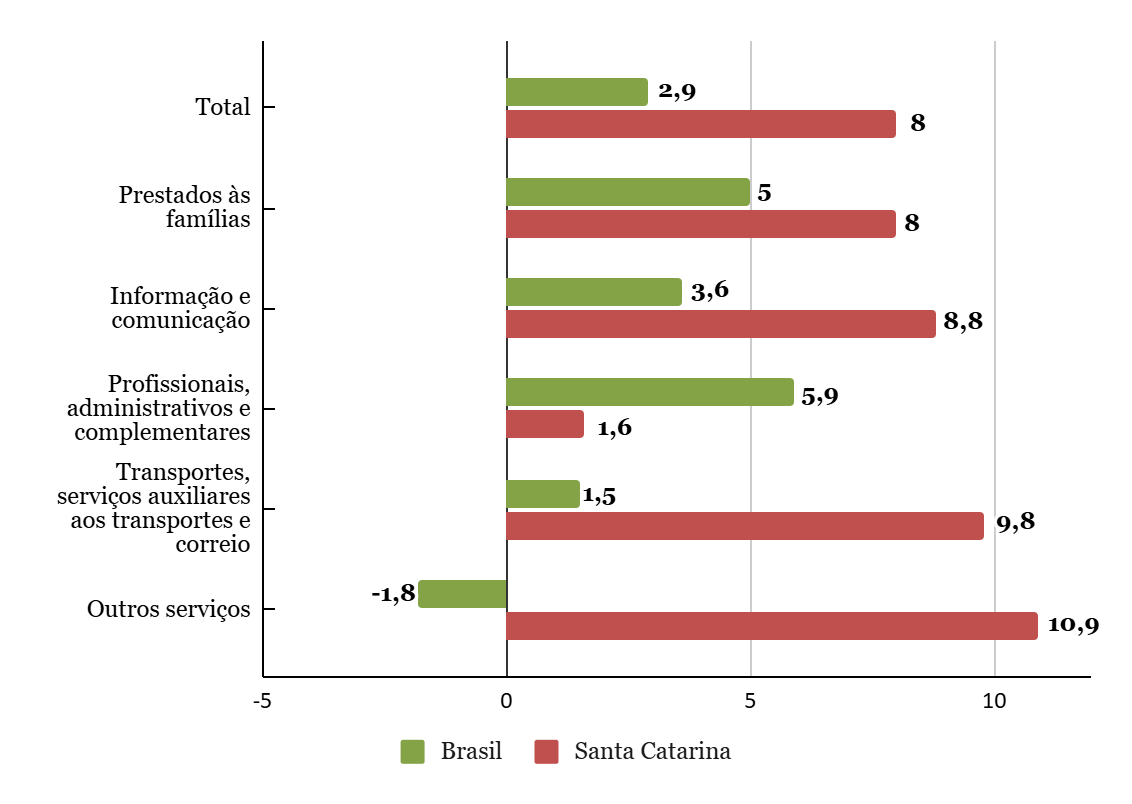 Total
2,9
8
Prestados às
famílias
5
8
Informação e
comunicação
3,6
8,8
Profissionais,
administrativos e
complementares
5,9
1,6
Transportes,
serviços auxiliares
aos transportes e
correio
1,5
9,8
Outros serviços
-1,8
10,9
-5 0 5 10
Brasil Santa Catarina